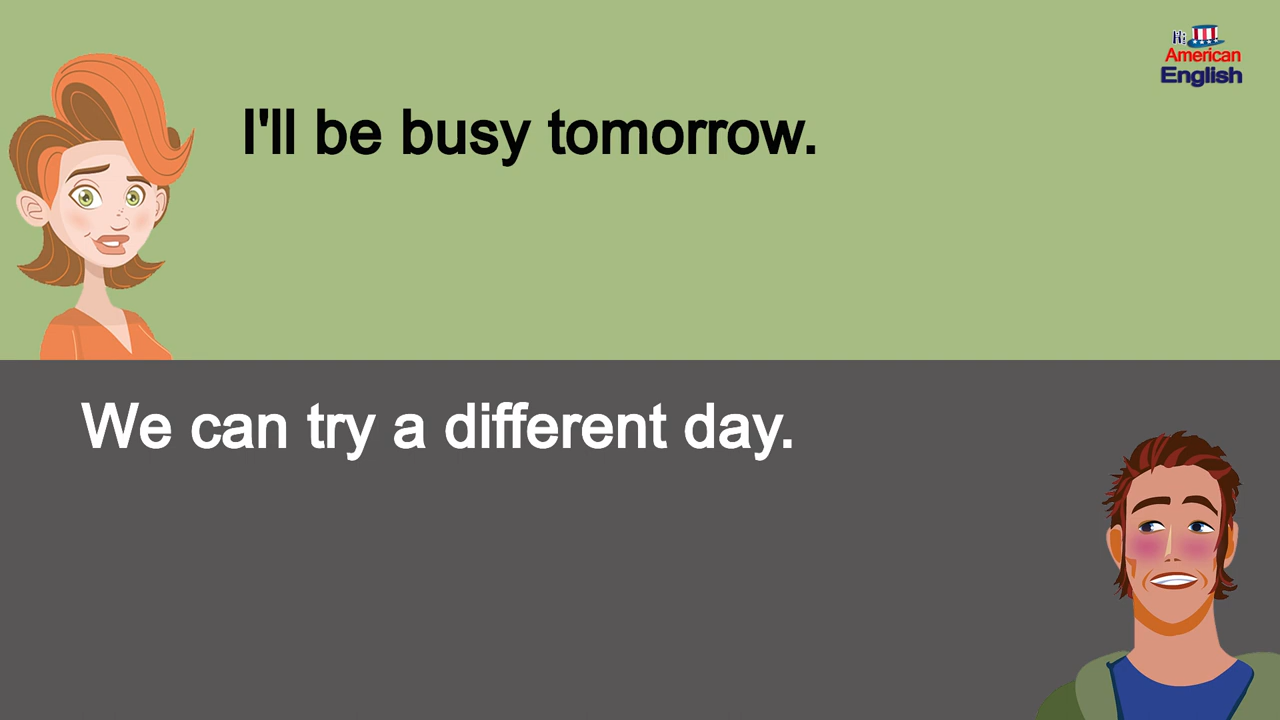 Hi
American
English
I'll be busy tomorrow.
We can try a different day.